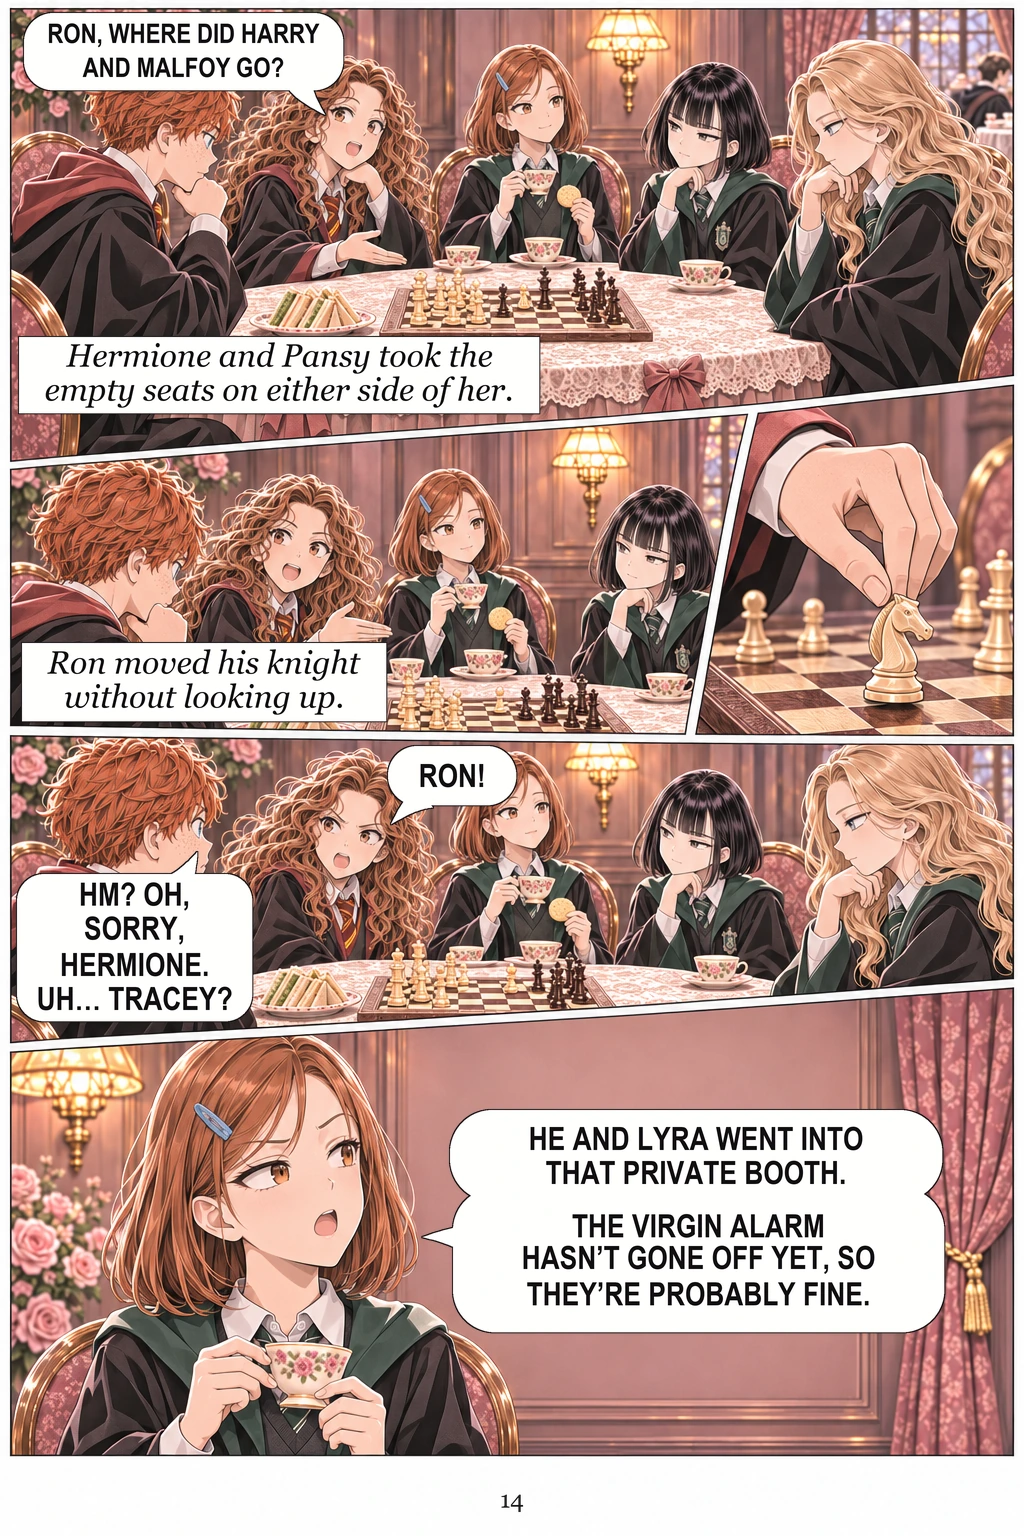 RON, WHERE DID HARRY
AND MALFOY GO?
Hermione and Pansy took the
empty seats on either side of her.
Ron moved his knight
without looking up.
RON!
HM? OH,
SORRY,
HERMIONE.
UH... TRACEY?
HE AND LYRA WENT INTO
THAT PRIVATE BOOTH.
THE VIRGIN ALARM
HASN'T GONE OFF YET, SO
THEY'RE PROBABLY FINE.
14